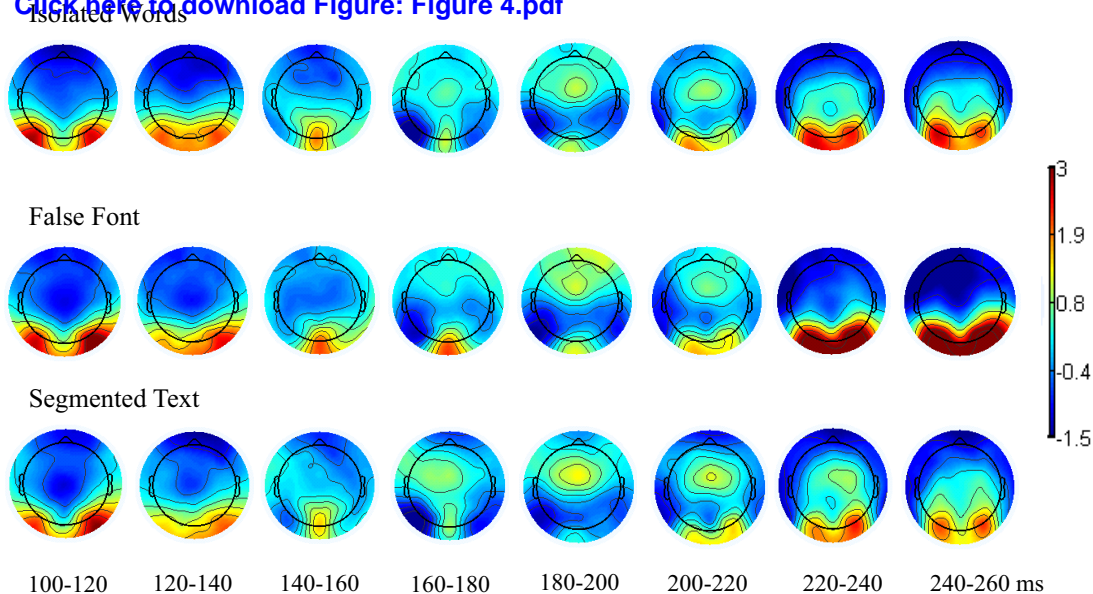 Click here to download Figure: Figure 4.pdf
Isolated Words
3
1.9
False Font
0.8
-0.4
Segmented Text
-1.5
100-120 120-140 140-160 160-180 180-200 200-220 220-240 240-260 ms